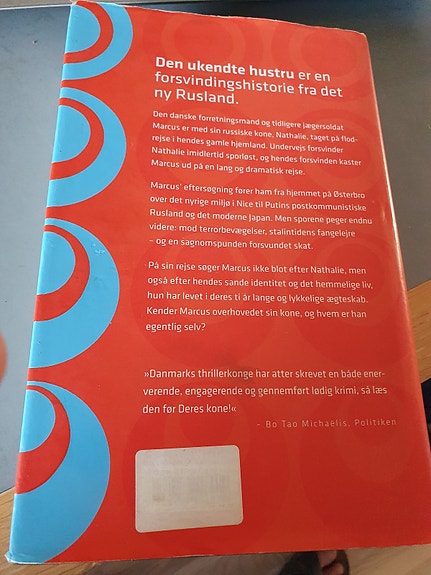 Den ukendte hustru er en
forsvindingshistorie fra det
ny Rusland.
Den danske forretningsmand og tidligere jægersoldat
Marcus er med sin russiske kone, Nathalie, taget på flod-
rejse i hendes gamle hjemland. Undervejs forsvinder
Nathalie imidlertid sporløst, og hendes forsvinden kaster
Marcus ud på en lang og dramatisk rejse.
Marcus' eftersøgning fører ham fra hjemmet på Østerbro
over det nyrige miljø i Nice til Putins postkommunistiske
Rusland og det moderne Japan. Men sporene peger endnu
videre: mod terrorbevægelser, stalintidens fangelejre
– og en sagnomspunden forsvundet skat.
På sin rejse søger Marcus ikke blot efter Nathalie, men
også efter hendes sande identitet og det hemmelige liv,
hun har levet i deres ti år lange og lykkelige ægteskab.
Kender Marcus overhovedet sin kone, og hvem er han
egentlig selv?
»Danmarks thrillerkonge har atter skrevet en både ener-
verende, engagerende og gennemført lødig krimi, så læs
den før Deres kone!«
– Bo Tao Michaëlis, Politiken